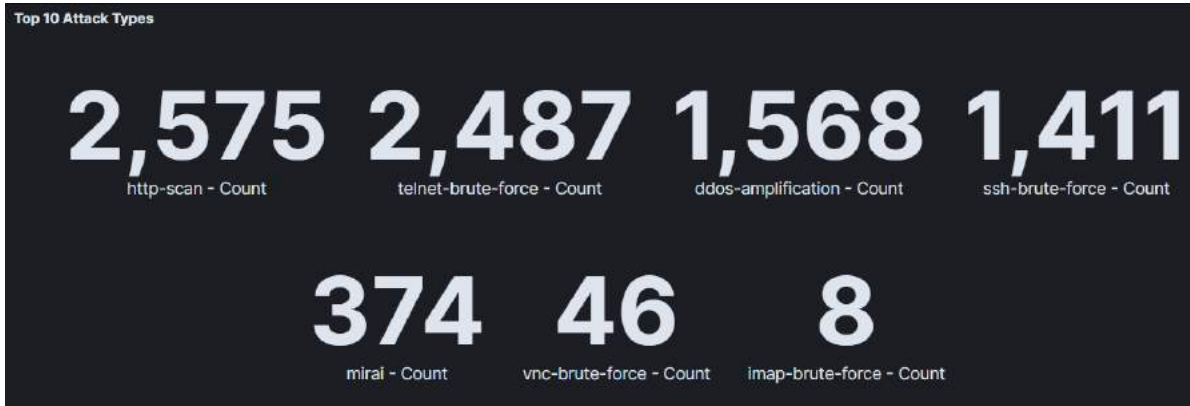 Top 10 Attack Types
2,575 2,487 1,568 1,411
http-scan - Count telnet-brute-force - Count ddos-amplification - Count ssh-brute-force - Count
374 46 8
mirai - Count vnc-brute-force - Count imap-brute-force - Count